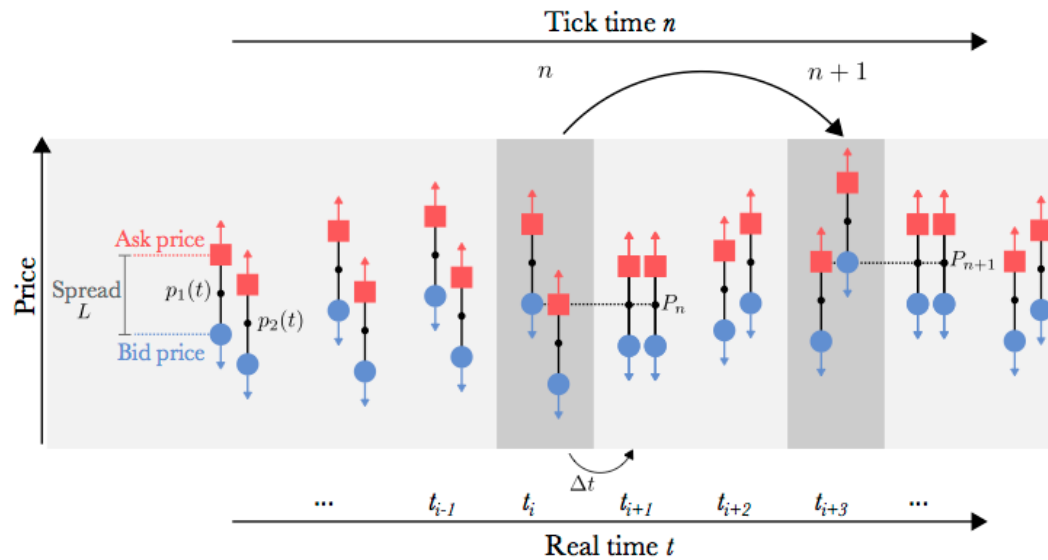 Tick time n
n
n + 1
Price
Ask price
Spread
L
Bid price
p₁(t)
p₂(t)
Pₙ
Pₙ₊₁
Δt
... tᵢ₋₁ tᵢ tᵢ₊₁ tᵢ₊₂ tᵢ₊₃ ...
Real time t